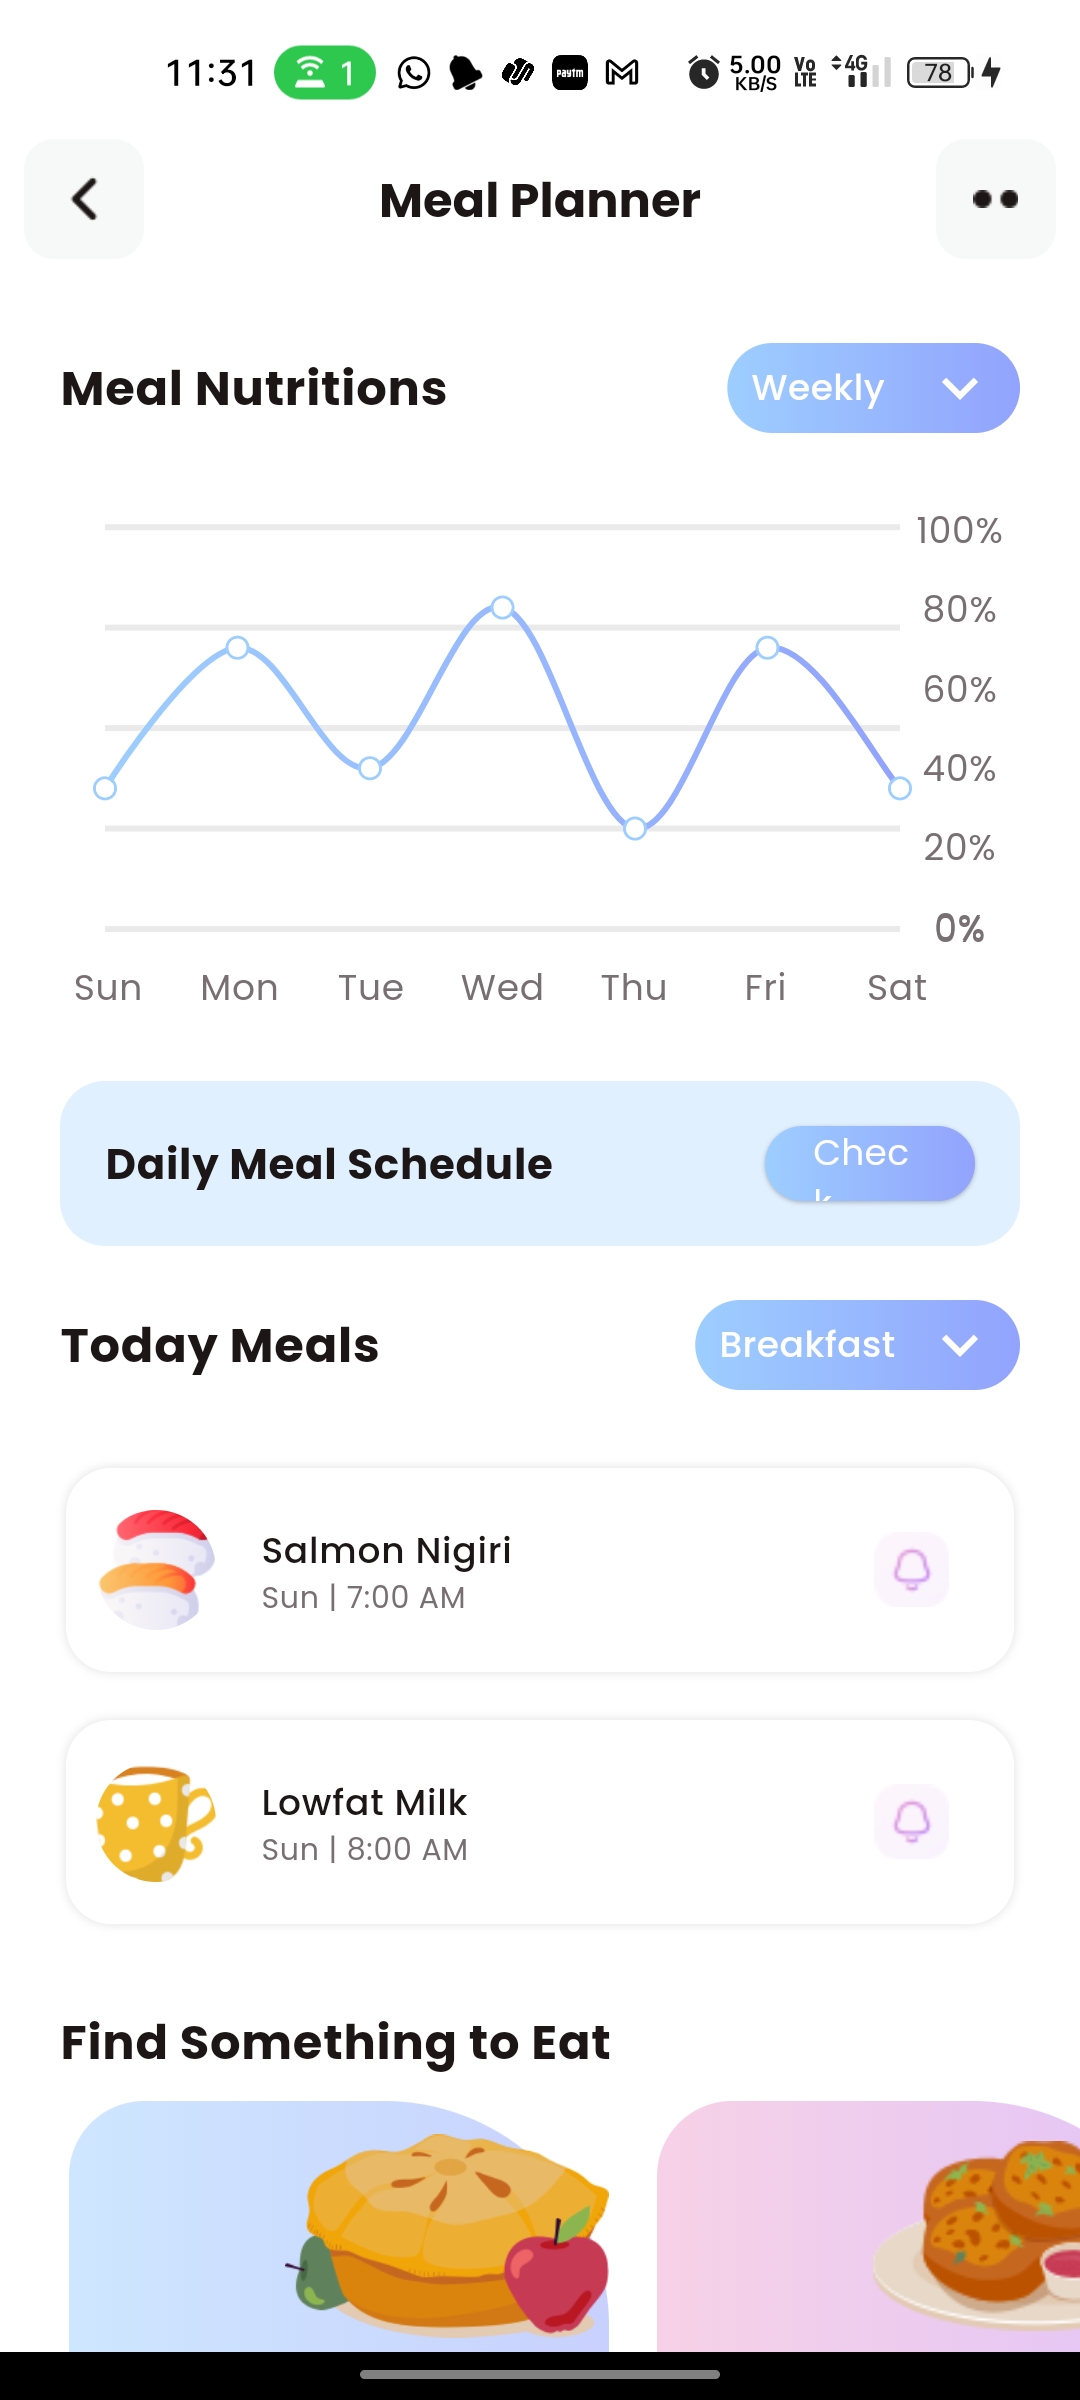 11:31 1 paytm 5.00 KB/S Vo LTE 4G 78
Meal Planner
Meal Nutritions
Weekly
100%
80%
60%
40%
20%
0%
Sun Mon Tue Wed Thu Fri Sat
Daily Meal Schedule
Chec
k
Today Meals
Breakfast
Salmon Nigiri
Sun | 7:00 AM
Lowfat Milk
Sun | 8:00 AM
Find Something to Eat